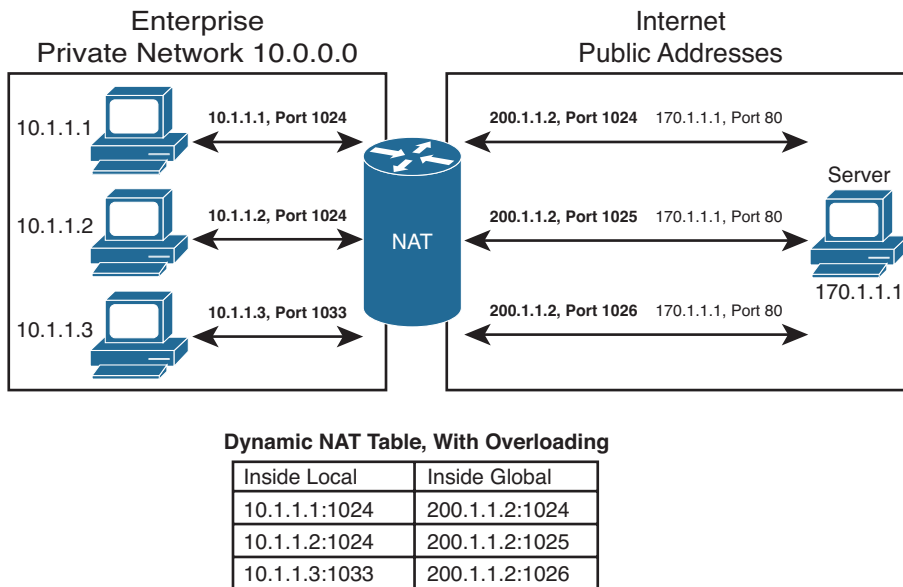 Enterprise
Private Network 10.0.0.0
Internet
Public Addresses
10.1.1.1
10.1.1.1, Port 1024
200.1.1.2, Port 1024 170.1.1.1, Port 80
Server
10.1.1.2
10.1.1.2, Port 1024
NAT
200.1.1.2, Port 1025 170.1.1.1, Port 80
170.1.1.1
10.1.1.3
10.1.1.3, Port 1033
200.1.1.2, Port 1026 170.1.1.1, Port 80
Dynamic NAT Table, With Overloading
Inside Local Inside Global
10.1.1.1:1024 200.1.1.2:1024
10.1.1.2:1024 200.1.1.2:1025
10.1.1.3:1033 200.1.1.2:1026